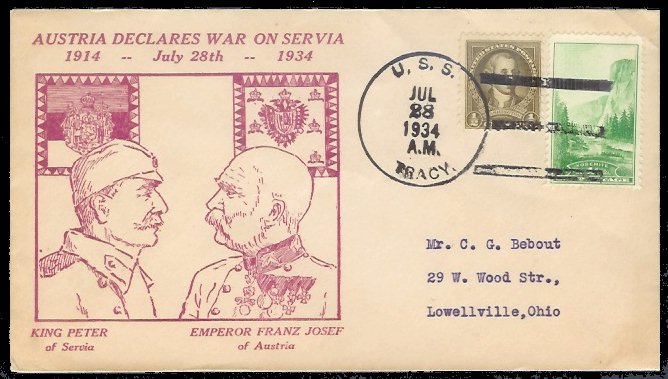 AUSTRIA DECLARES WAR ON SERVIA
1914 -- July 28th -- 1934
KING PETER
of Servia
EMPEROR FRANZ JOSEF
of Austria
U. S. S.
JUL
28
1934
A.M.
TRACY.
YOSEMITE
Mr. C. G. Bebout
29 W. Wood Str.,
Lowellville,Ohio